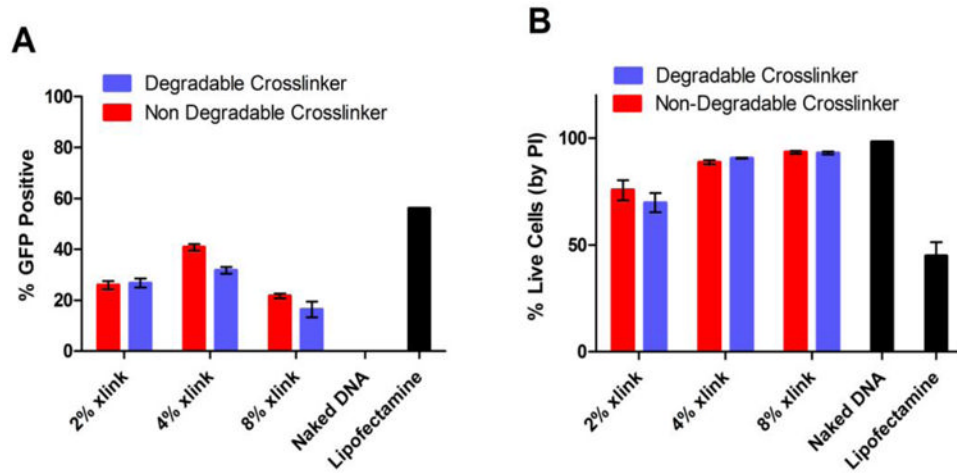 A
Degradable Crosslinker
Non Degradable Crosslinker
% GFP Positive
100
80
60
40
20
0
2% xlink
4% xlink
8% xlink
Naked DNA
Lipofectamine
B
Degradable Crosslinker
Non-Degradable Crosslinker
% Live Cells (by PI)
100
50
0
2% xlink
4% xlink
8% xlink
Naked DNA
Lipofectamine